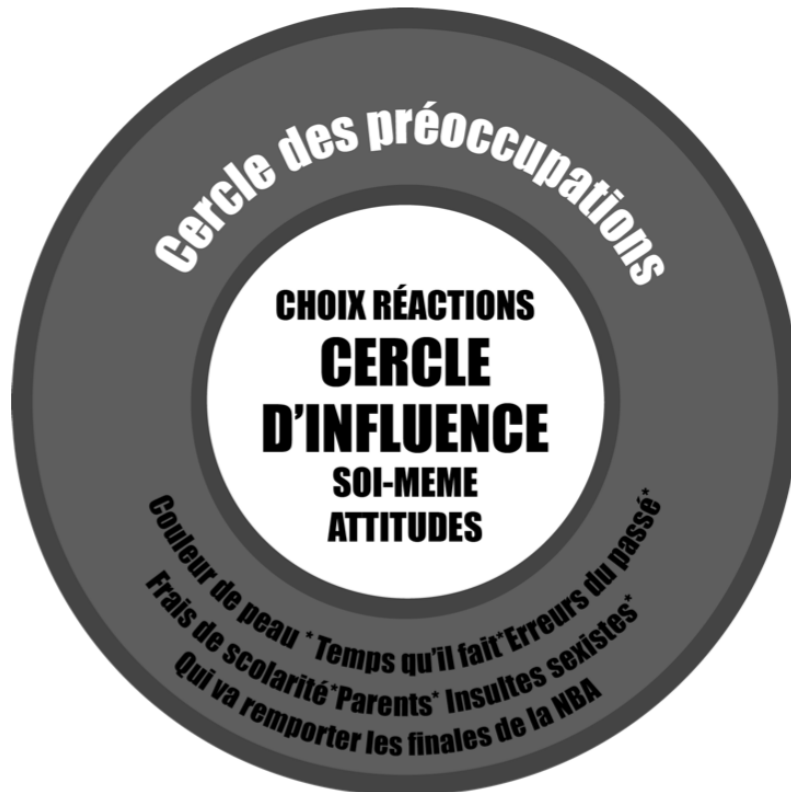 Cercle des préoccupations
CHOIX RÉACTIONS
CERCLE
D’INFLUENCE
SOI-MEME
ATTITUDES
Couleur de peau * Temps qu’il fait*Erreurs du passé*
Frais de scolarité*Parents* Insultes sexistes*
Qui va remporter les finales de la NBA